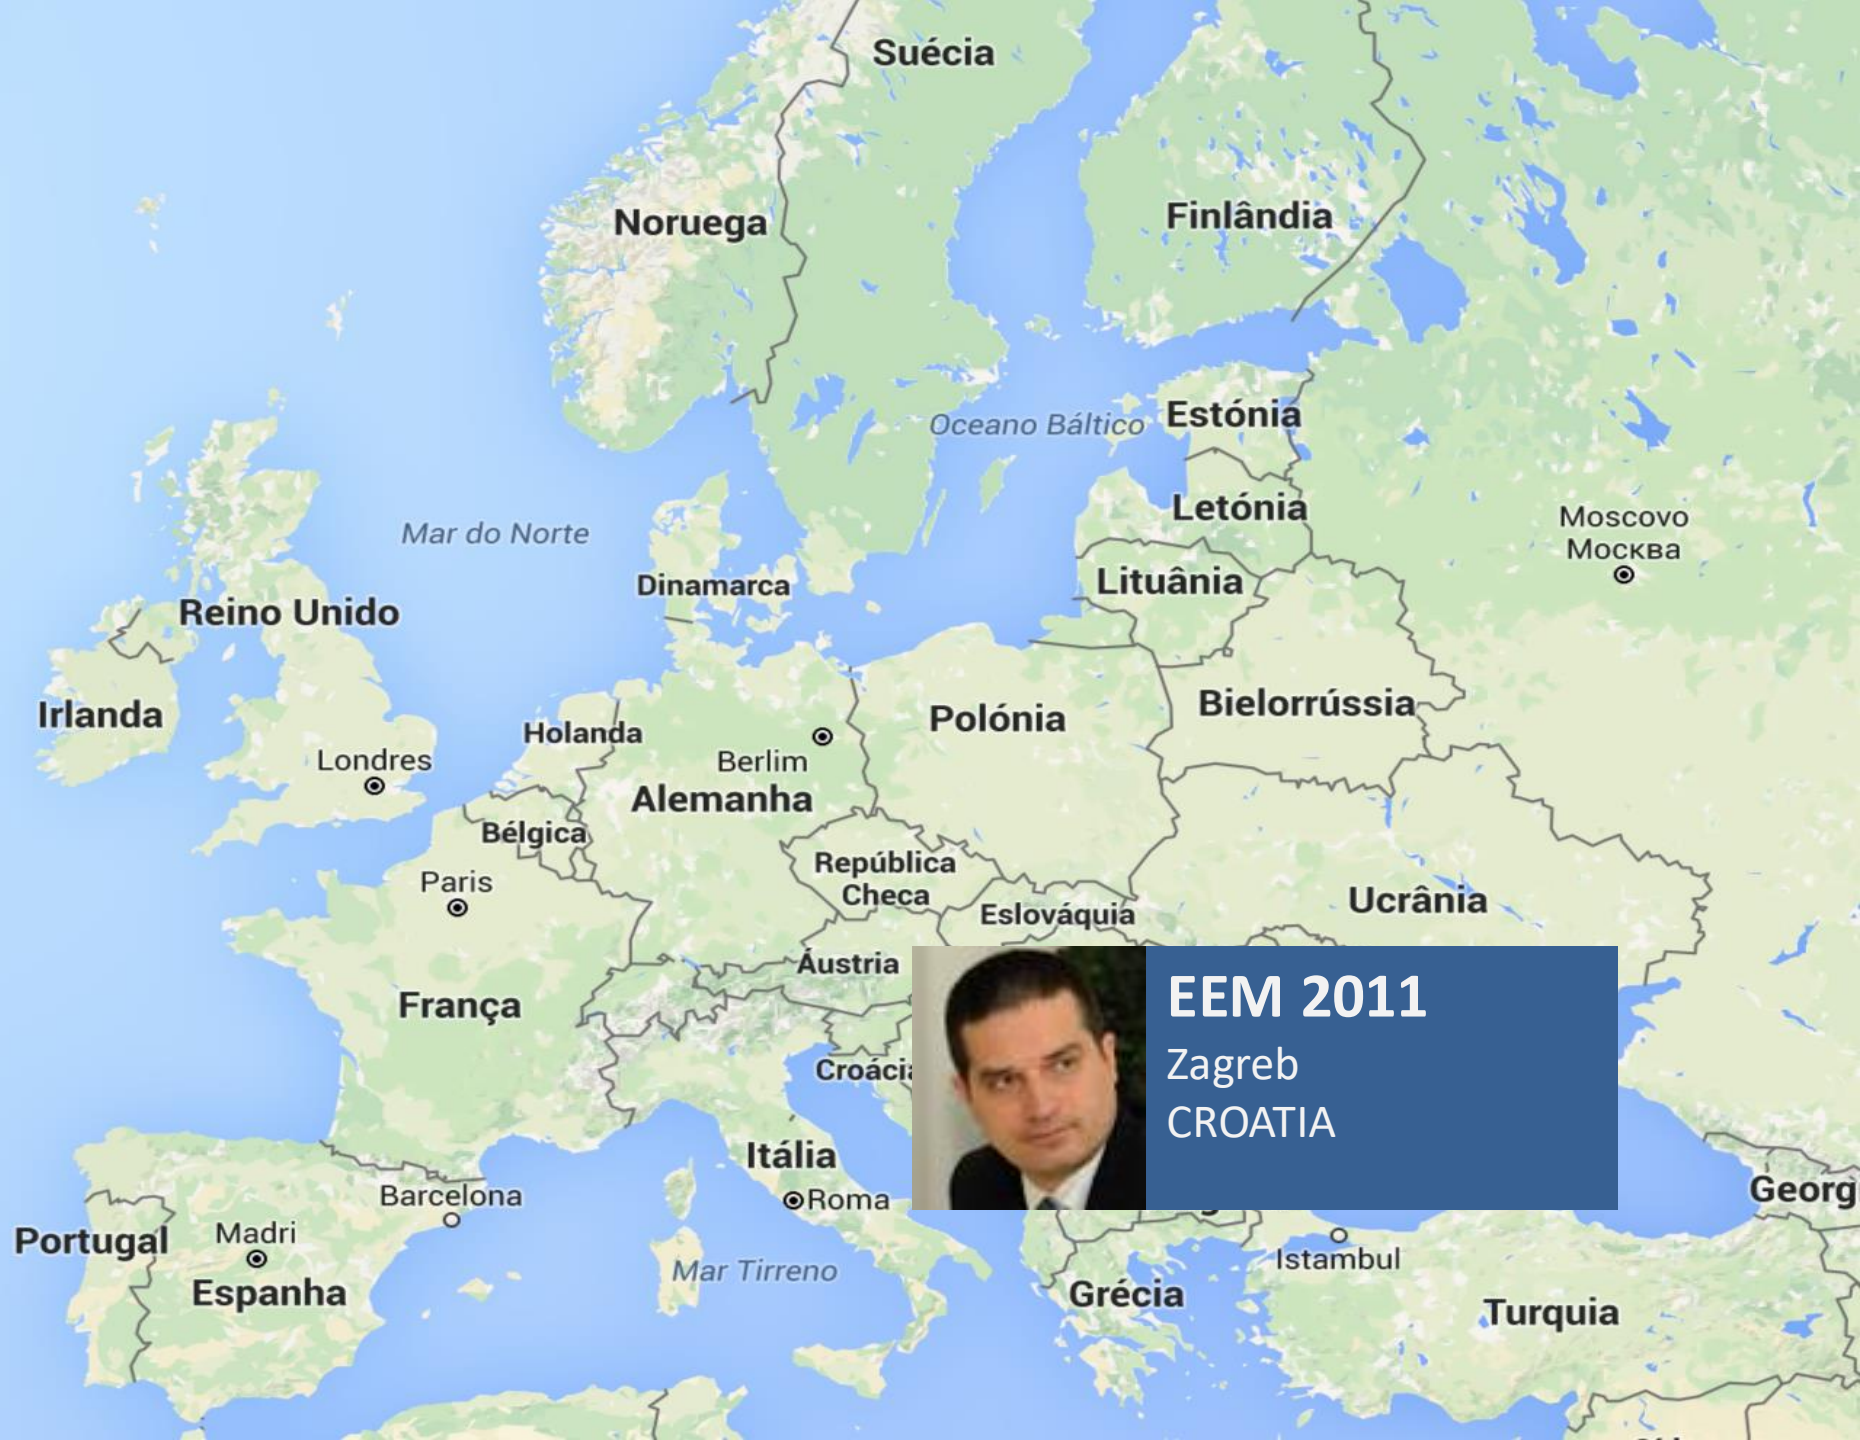 Suécia
Noruega
Finlândia
Oceano Báltico
Estónia
Letónia
Moscovo
Москва
Mar do Norte
Dinamarca
Lituânia
Reino Unido
Irlanda
Londres
Holanda
Berlim
Alemanha
Polónia
Bielorrússia
Bélgica
Paris
República
Checa
Eslováquia
Ucrânia
Áustria
França
Croácia
EEM 2011
Zagreb
CROATIA
Itália
Roma
Barcelona
Portugal
Madri
Espanha
Mar Tirreno
Grécia
Istambul
Turquia
Georgi